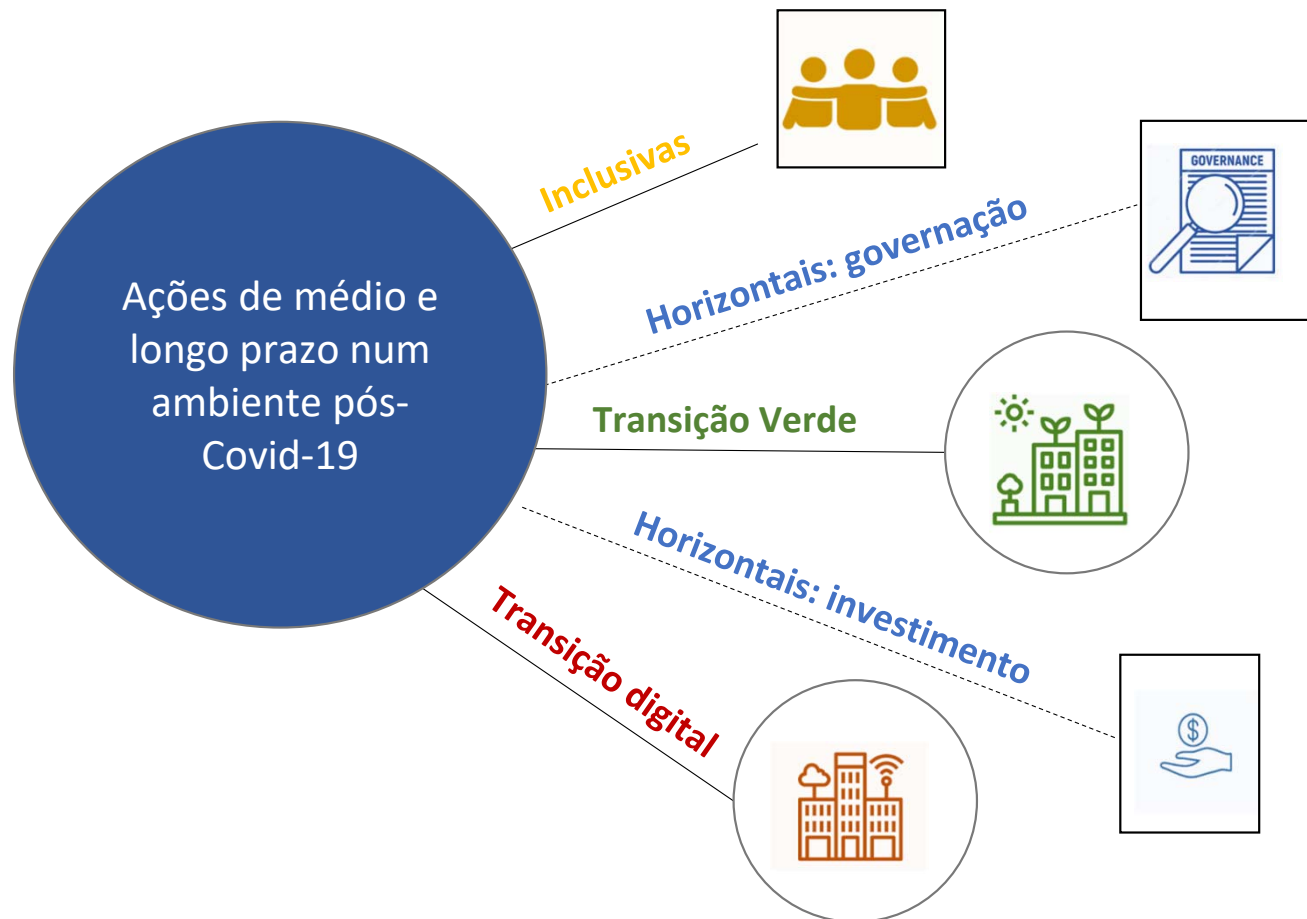 Inclusivas
GOVERNANCE
Horizontais: governação
Ações de médio e
longo prazo num
ambiente pós-
Covid-19
Transição Verde
Horizontais: investimento
Transição digital
$